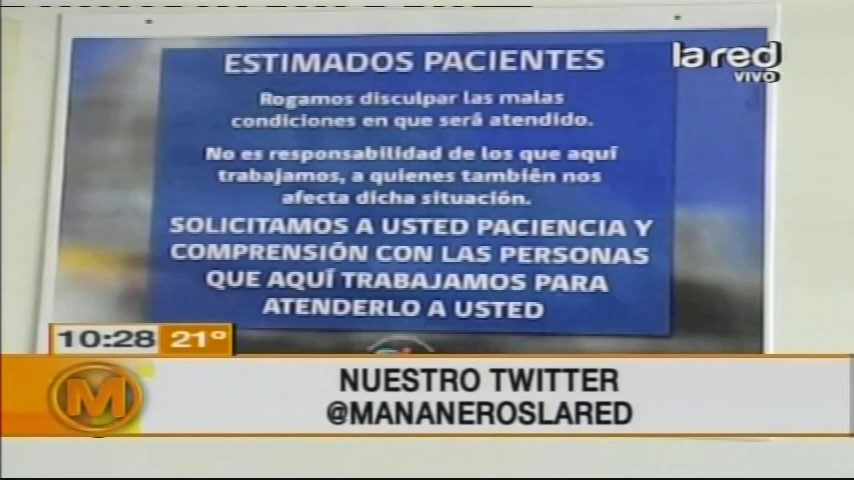 ESTIMADOS PACIENTES
la red
VIVO
Rogamos disculpar las malas
condiciones en que será atendido.
No es responsabilidad de los que aquí
trabajamos, a quienes también nos
afecta dicha situación.
SOLICITAMOS A USTED PACIENCIA Y
COMPRENSIÓN CON LAS PERSONAS
QUE AQUÍ TRABAJAMOS PARA
ATENDERLO A USTED
10:28 21°
M
NUESTRO TWITTER
@MANANEROSLARED